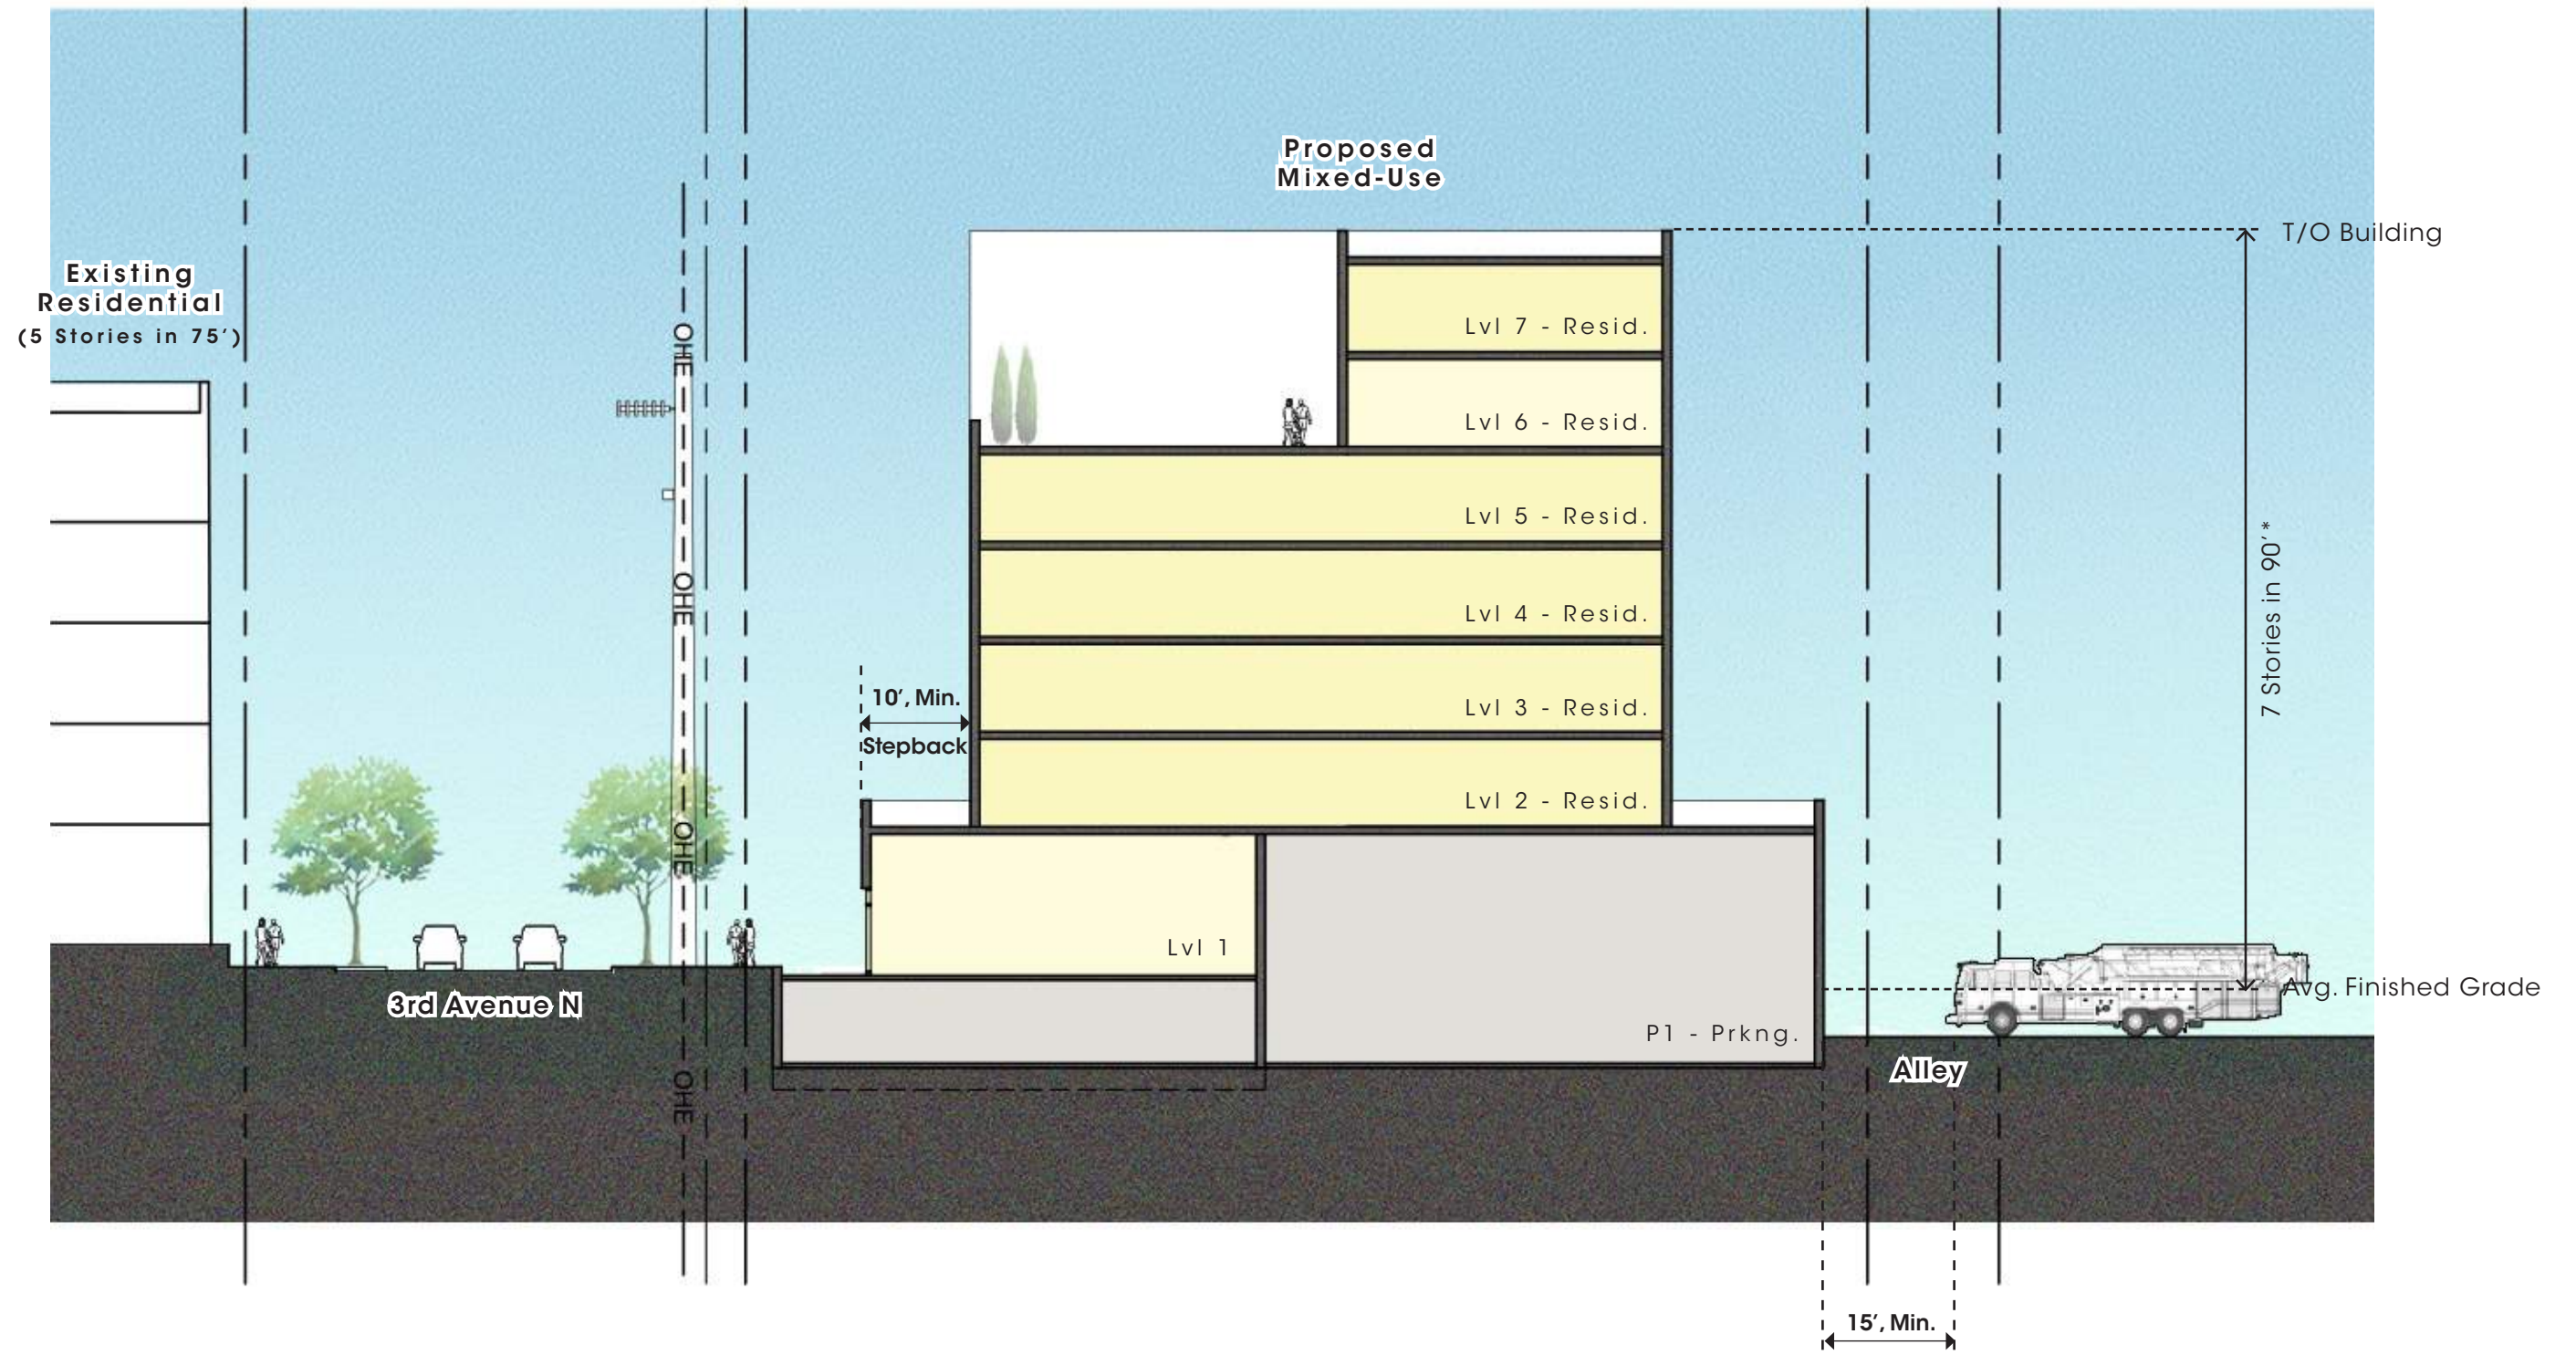 Proposed
Mixed-Use
T/O Building
Existing
Residential
(5 Stories in 75')
OHE
Lvl 7 - Resid.
Lvl 6 - Resid.
Lvl 5 - Resid.
7 Stories in 90'*
OHE
Lvl 4 - Resid.
10', Min.
Stepback
Lvl 3 - Resid.
Lvl 2 - Resid.
OHE
Lvl 1
3rd Avenue N
Avg. Finished Grade
P1 - Prkng.
Alley
OHE
15', Min.